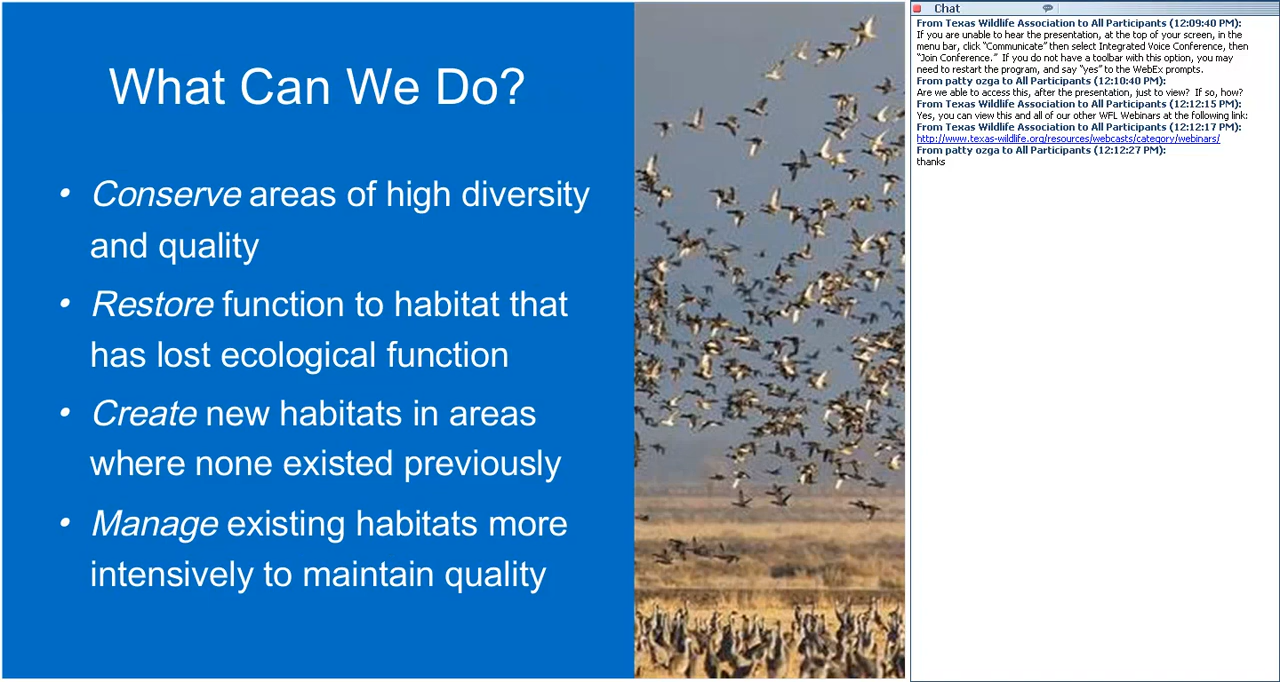 What Can We Do?
• Conserve areas of high diversity
and quality
• Restore function to habitat that
has lost ecological function
• Create new habitats in areas
where none existed previously
• Manage existing habitats more
intensively to maintain quality
Chat
From Texas Wildlife Association to All Participants (12:09:40 PM):
If you are unable to hear the presentation, at the top of your screen, in the
menu bar, click "Communicate" then select Integrated Voice Conference, then
"Join Conference." If you do not have a toolbar with this option, you may
need to restart the program, and say "yes" to the WebEx prompts.
From patty ozga to All Participants (12:10:40 PM):
Are we able to access this, after the presentation, just to view? If so, how?
From Texas Wildlife Association to All Participants (12:12:15 PM):
Yes, you can view this and all of our other WFL Webinars at the following link:
From Texas Wildlife Association to All Participants (12:12:17 PM):
http://www.texas-wildlife.org/resources/webcasts/category/webinars/
From patty ozga to All Participants (12:12:27 PM):
thanks